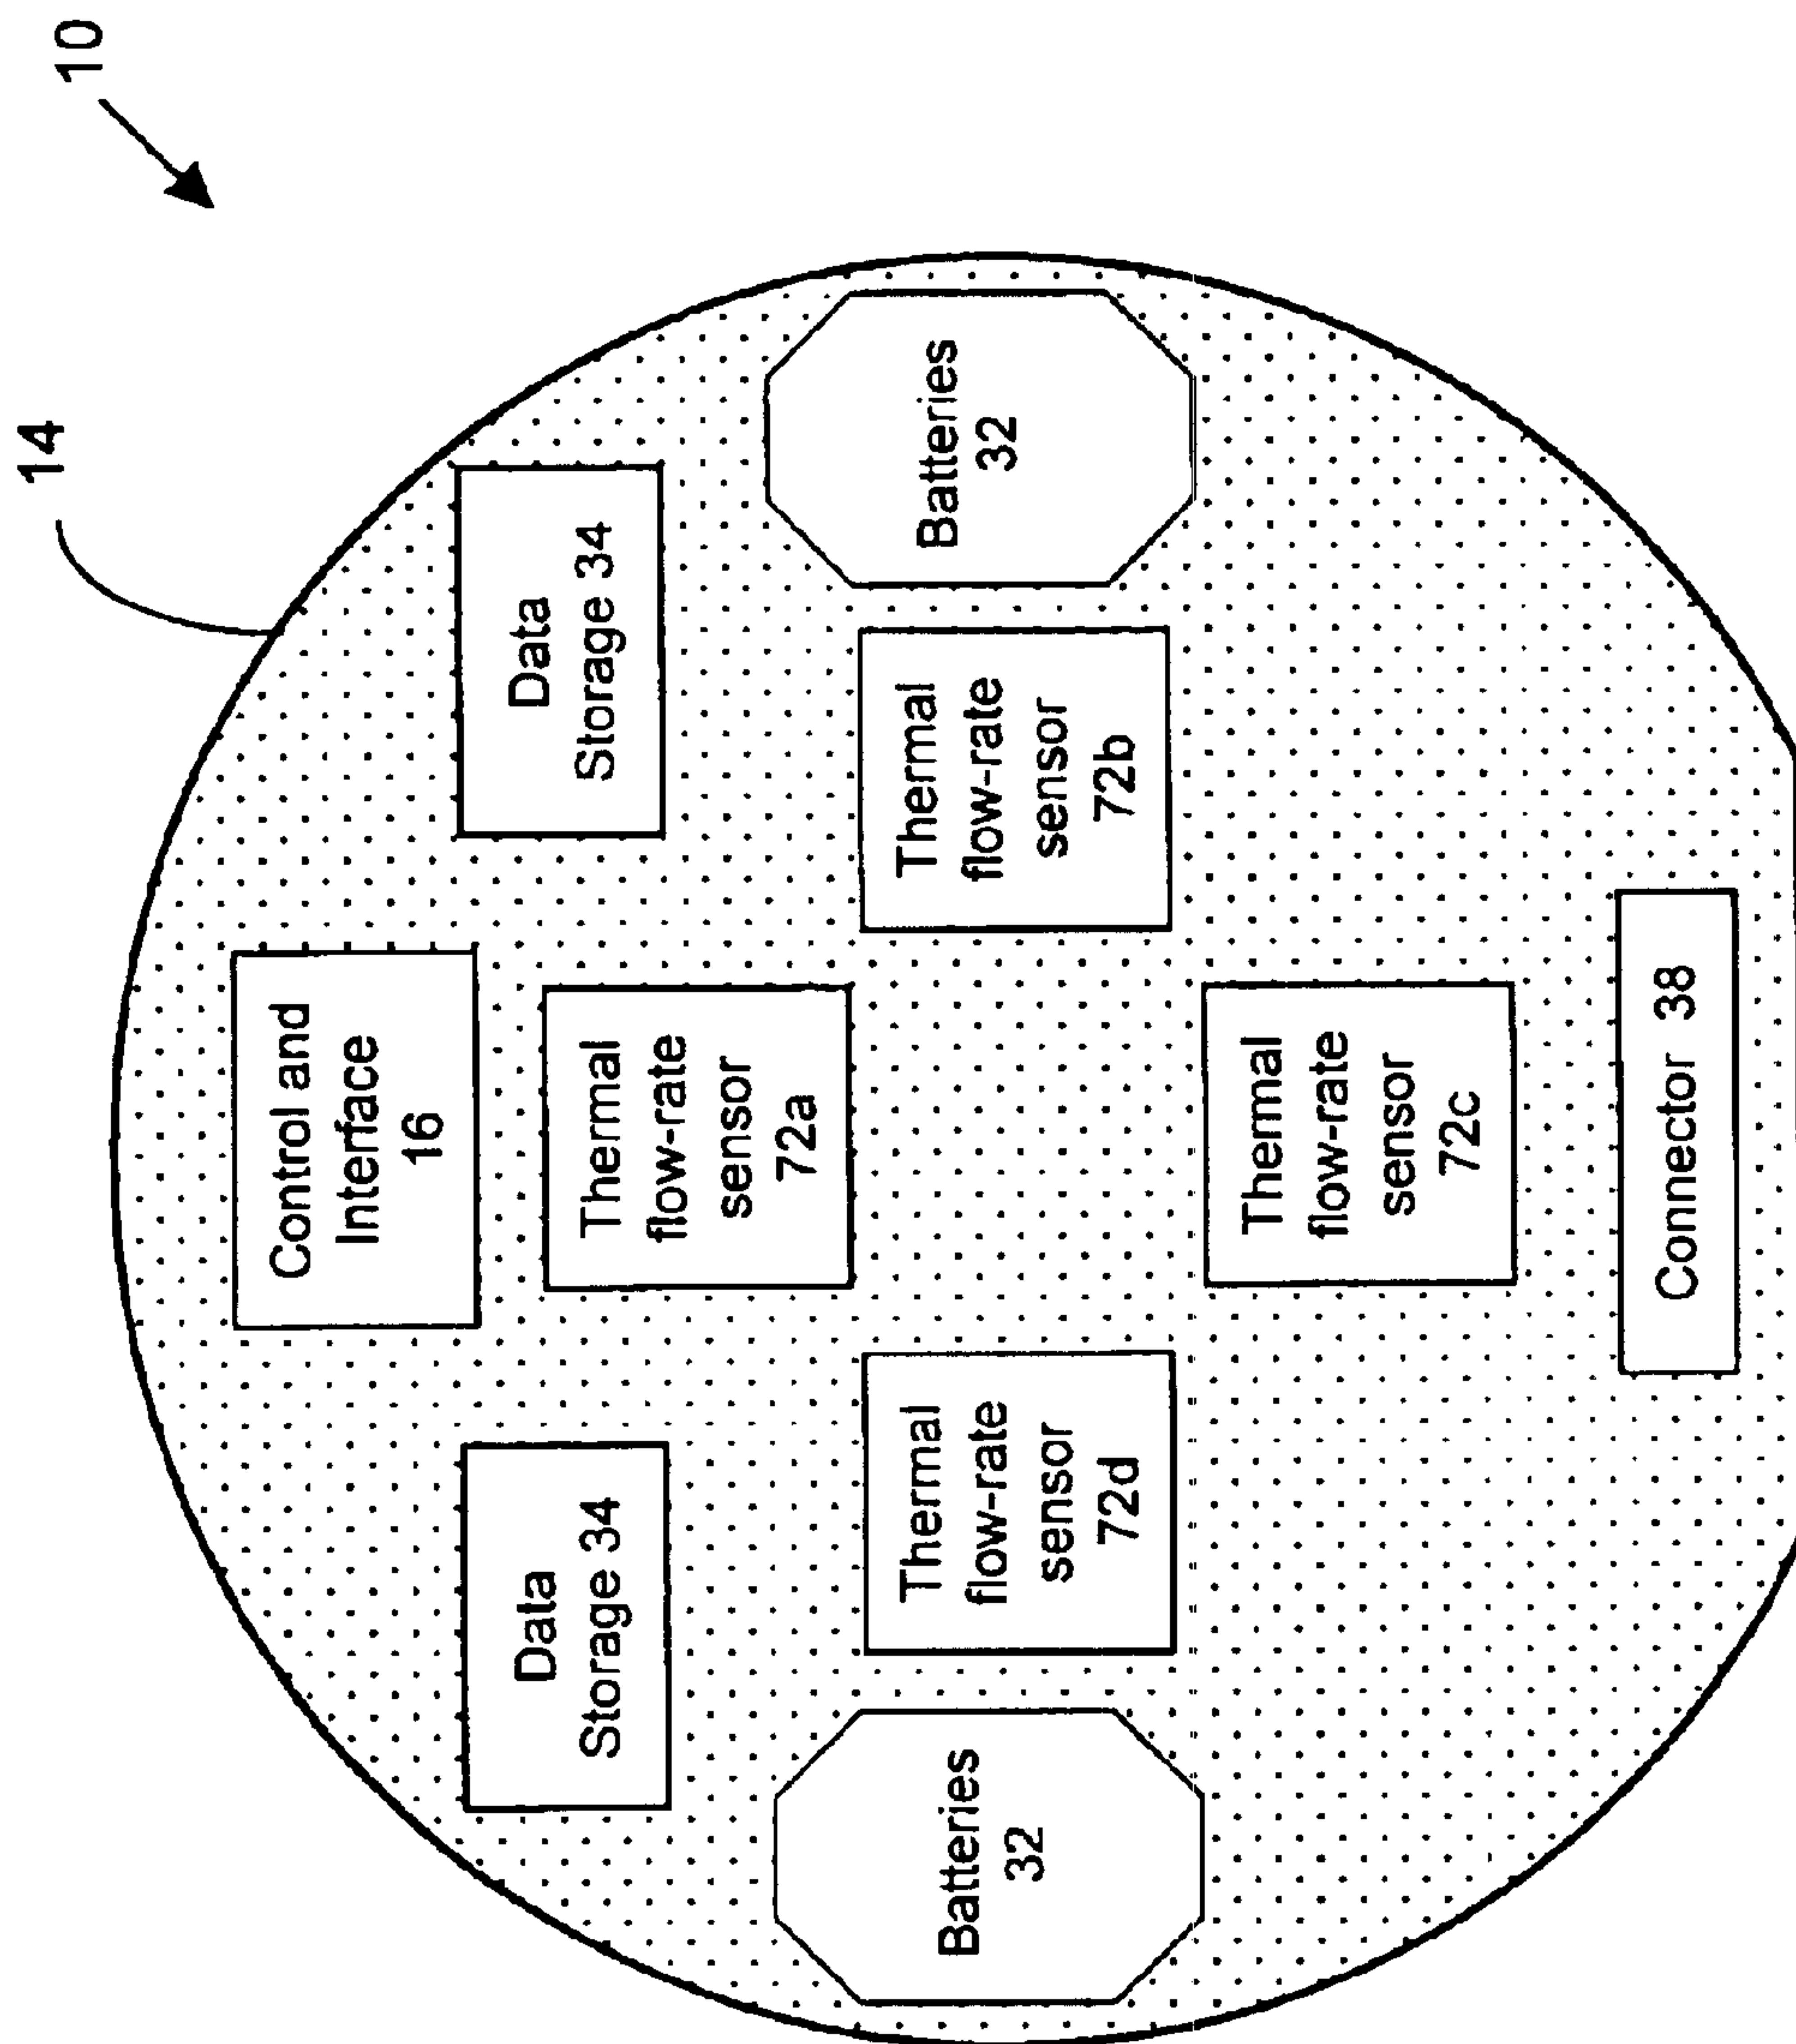 10
14
Control and
Interface
16
Data
Storage 34
Data
Storage 34
Thermal
flow-rate
sensor
72a
Batteries
32
Thermal
flow-rate
sensor
72d
Thermal
flow-rate
sensor
72b
Batteries
32
Thermal
flow-rate
sensor
72c
Connector 38